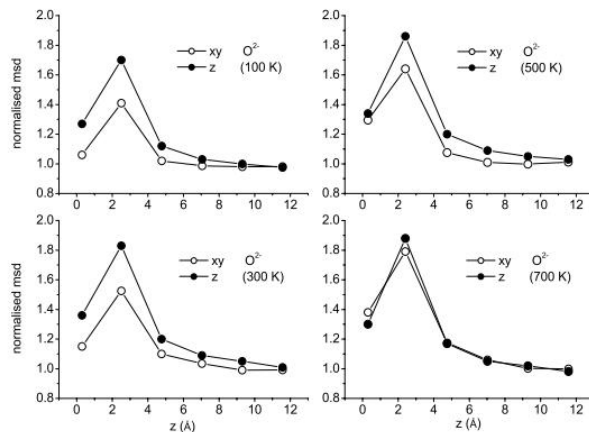 2.0
1.8
1.6
1.4
1.2
1.0
0.8
normalised msd
xy O²⁻
z (100 K)
0 2 4 6 8 10 12
2.0
1.8
1.6
1.4
1.2
1.0
0.8
xy O²⁻
z (500 K)
0 2 4 6 8 10 12
2.0
1.8
1.6
1.4
1.2
1.0
0.8
normalised msd
xy O²⁻
z (300 K)
0 2 4 6 8 10 12
z (Å)
2.0
1.8
1.6
1.4
1.2
1.0
0.8
xy O²⁻
z (700 K)
0 2 4 6 8 10 12
z (Å)